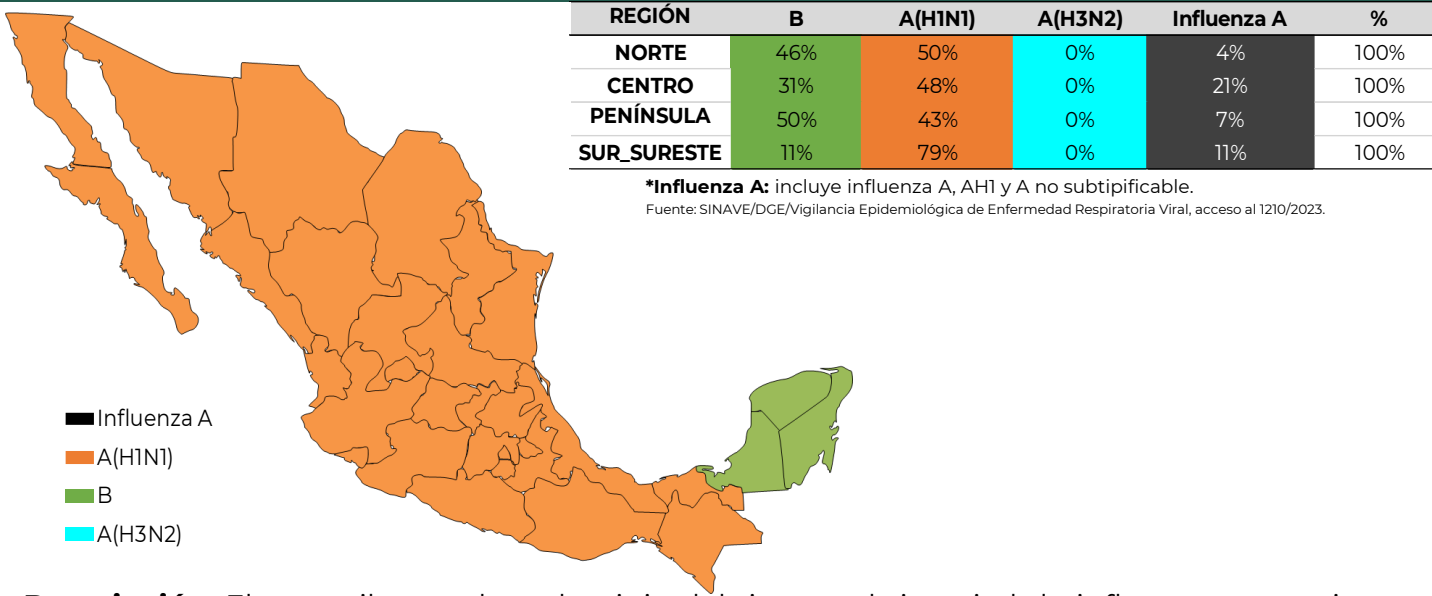 REGIÓN B A(H1N1) A(H3N2) Influenza A %
NORTE 46% 50% 0% 4% 100%
CENTRO 31% 48% 0% 21% 100%
PENÍNSULA 50% 43% 0% 7% 100%
SUR_SURESTE 11% 79% 0% 11% 100%
*Influenza A: incluye influenza A, AH1 y A no subtipificable.
Fuente: SINAVE/DGE/Vigilancia Epidemiológica de Enfermedad Respiratoria Viral, acceso al 1210/2023.
Influenza A
A(H1N1)
B
A(H3N2)